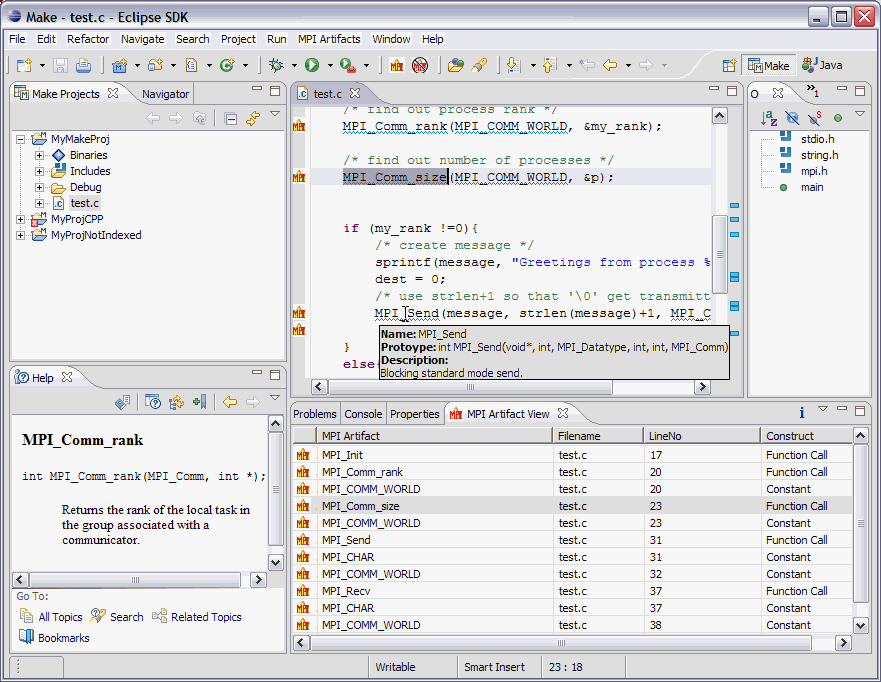 Make - test.c - Eclipse SDK
File Edit Refactor Navigate Search Project Run MPI Artifacts Window Help
Make Java
Make Projects Navigator
MyMakeProj
Binaries
Includes
Debug
test.c
MyProjCPP
MyProjNotIndexed
test.c
/* find out process rank */
MPI_Comm_rank(MPI_COMM_WORLD, &my_rank);
/* find out number of processes */
MPI_Comm_size(MPI_COMM_WORLD, &p);
if (my_rank !=0){
/* create message */
sprintf(message, "Greetings from process %
dest = 0;
/* use strlen+1 so that '\0' get transmitt
MPI_Send(message, strlen(message)+1, MPI_C
}
else
Name: MPI_Send
Protoype: int MPI_Send(void*, int, MPI_Datatype, int, int, MPI_Comm)
Description:
Blocking standard mode send.
O
»1
stdio.h
string.h
mpi.h
main
Help
MPI_Comm_rank
int MPI_Comm_rank(MPI_Comm, int *);
Returns the rank of the local task in
the group associated with a
communicator.
Go To:
All Topics Search Related Topics
Bookmarks
Problems Console Properties MPI Artifact View
MPI Artifact Filename LineNo Construct
MPI_Init test.c 17 Function Call
MPI_Comm_rank test.c 20 Function Call
MPI_COMM_WORLD test.c 20 Constant
MPI_Comm_size test.c 23 Function Call
MPI_COMM_WORLD test.c 23 Constant
MPI_Send test.c 31 Function Call
MPI_CHAR test.c 31 Constant
MPI_COMM_WORLD test.c 32 Constant
MPI_Recv test.c 37 Function Call
MPI_CHAR test.c 37 Constant
MPI_COMM_WORLD test.c 38 Constant
Writable Smart Insert 23 : 18